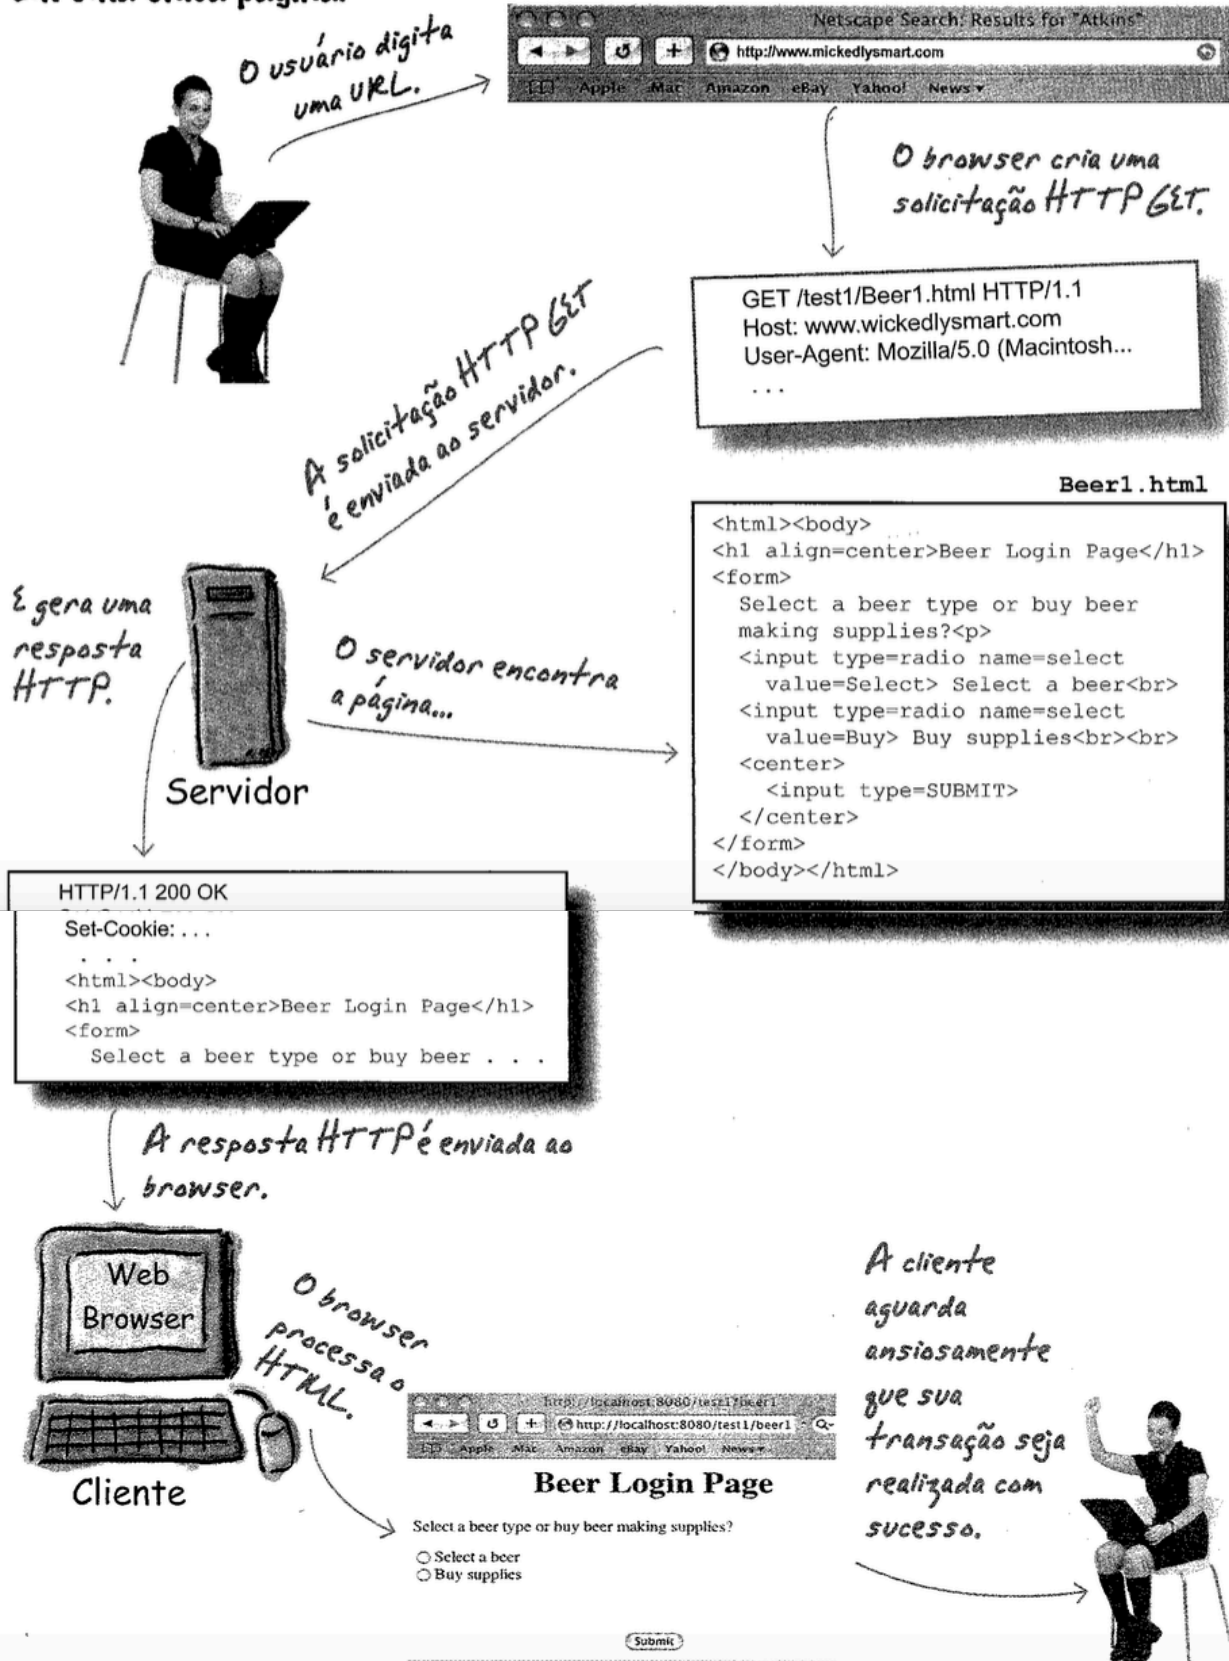 O usuário digita
uma URL.
Netscape Search: Results for "Atkins"
http://www.mickedlysmart.com
Apple Mac Amazon eBay Yahoo! News
O browser cria uma
solicitação HTTP GET.
GET /test1/Beer1.html HTTP/1.1
Host: www.wickedlysmart.com
User-Agent: Mozilla/5.0 (Macintosh...
. . .
A solicitação HTTP GET
é enviada ao servidor.
Beer1.html
<html><body>
<h1 align=center>Beer Login Page</h1>
<form>
Select a beer type or buy beer
making supplies?<p>
<input type=radio name=select
value=Select> Select a beer<br>
<input type=radio name=select
value=Buy> Buy supplies<br><br>
<center>
<input type=SUBMIT>
</center>
</form>
</body></html>
O servidor encontra
a página...
E gera uma
resposta
HTTP.
Servidor
HTTP/1.1 200 OK
Set-Cookie: . . .
. . .
<html><body>
<h1 align=center>Beer Login Page</h1>
<form>
Select a beer type or buy beer . . .
A resposta HTTP é enviada ao
browser.
Web
Browser
Cliente
O browser
processa o
HTML.
http://localhost:8080/test1/beer1
http://localhost:8080/test1/beer1
Apple Mac Amazon eBay Yahoo! News
Beer Login Page
Select a beer type or buy beer making supplies?
Select a beer
Buy supplies
Submit
A cliente
aguarda
ansiosamente
que sua
transação seja
realizada com
sucesso.